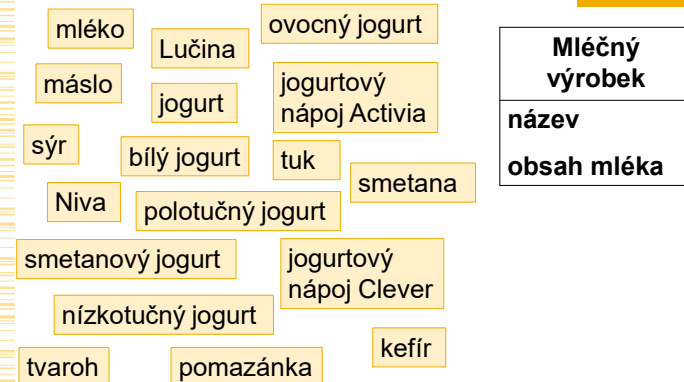 mléko
Lučina
ovocný jogurt
máslo
jogurt
jogurtový
nápoj Activia
sýr
bílý jogurt
tuk
smetana
Niva
polotučný jogurt
smetanový jogurt
jogurtový
nápoj Clever
nízkotučný jogurt
kefír
tvaroh
pomazánka
Mléčný
výrobek
název
obsah mléka